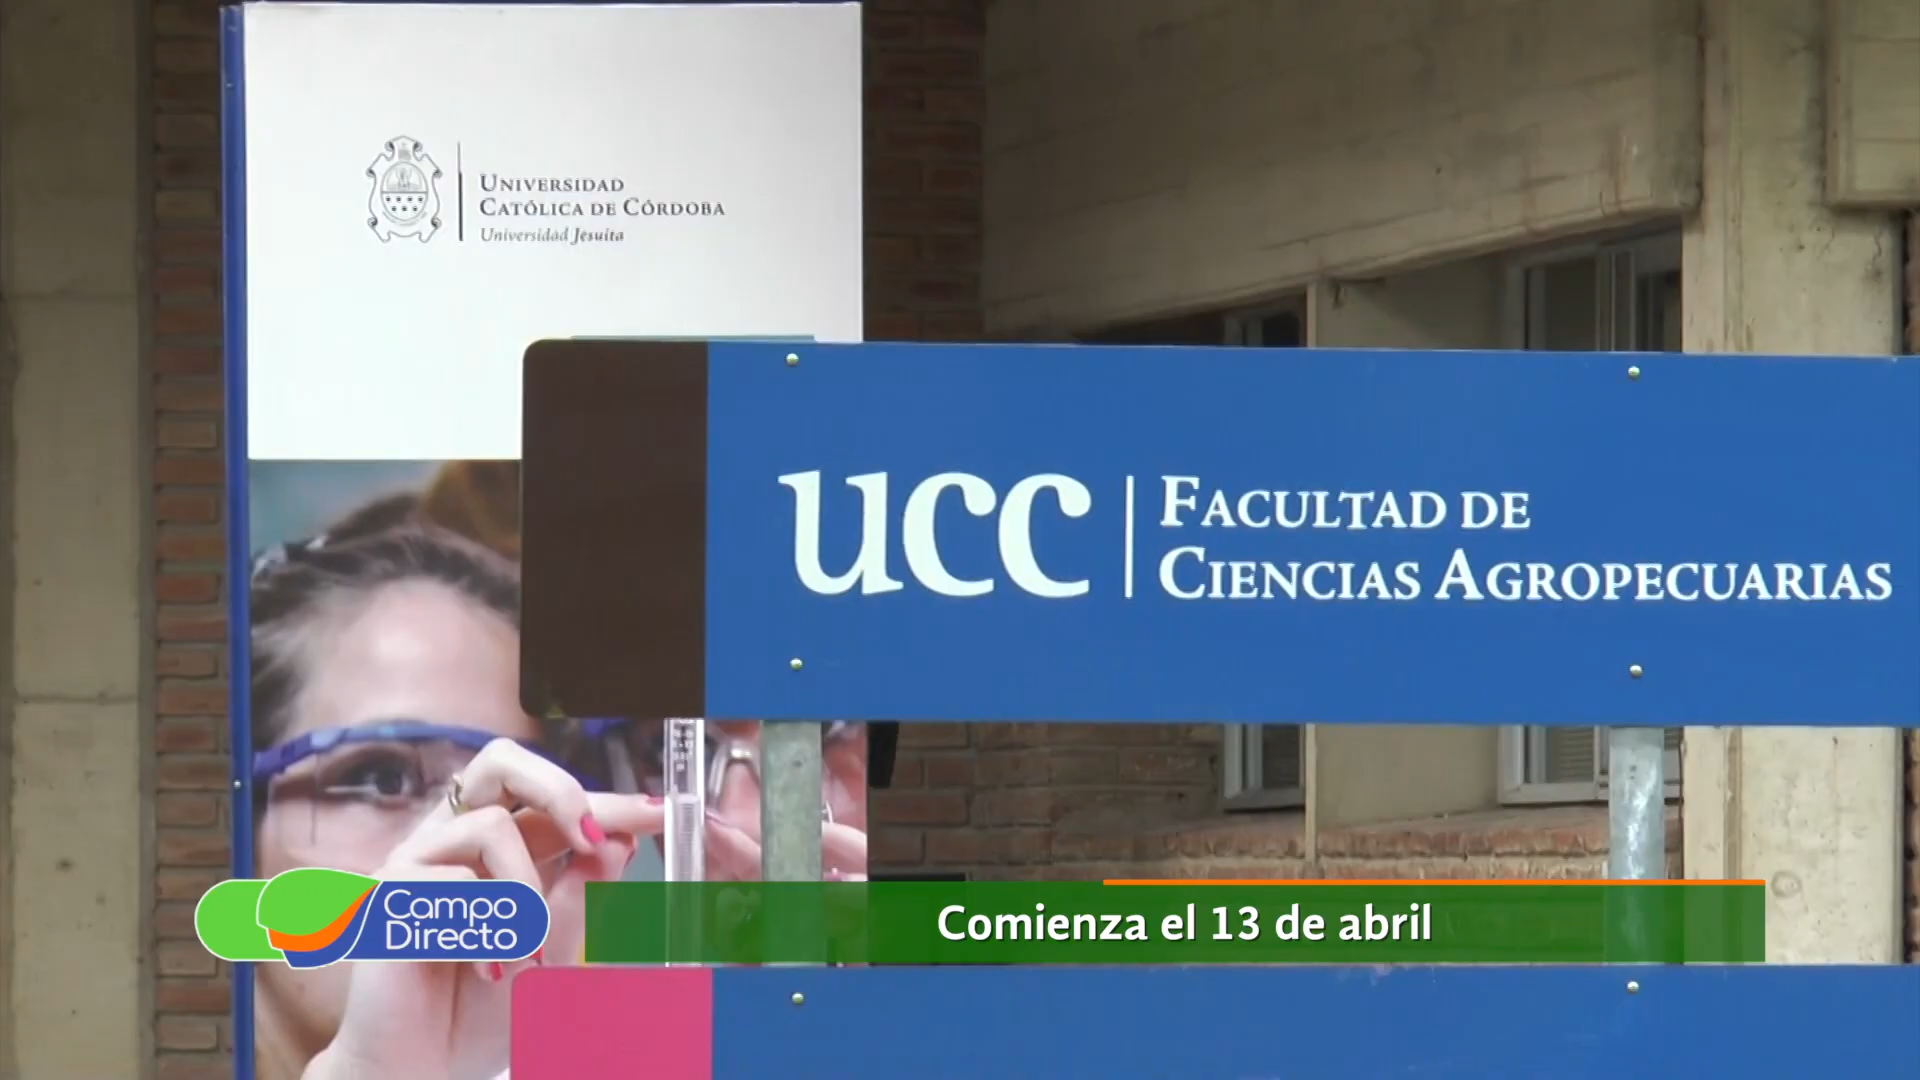 UNIVERSIDAD
CATÓLICA DE CÓRDOBA
Universidad Jesuita
ucc
FACULTAD DE
CIENCIAS AGROPECUARIAS
Campo
Directo
Comienza el 13 de abril